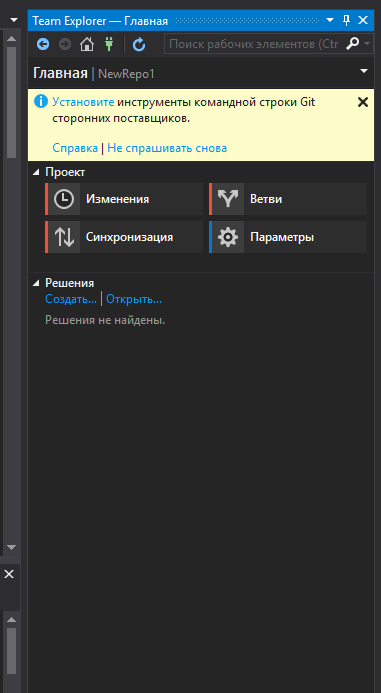 Team Explorer — Главная
Поиск рабочих элементов (Ctr
Главная | NewRepo1
Установите инструменты командной строки Git
сторонних поставщиков.
Справка | Не спрашивать снова
Проект
Изменения
Ветви
Синхронизация
Параметры
Решения
Создать... | Открыть...
Решения не найдены.